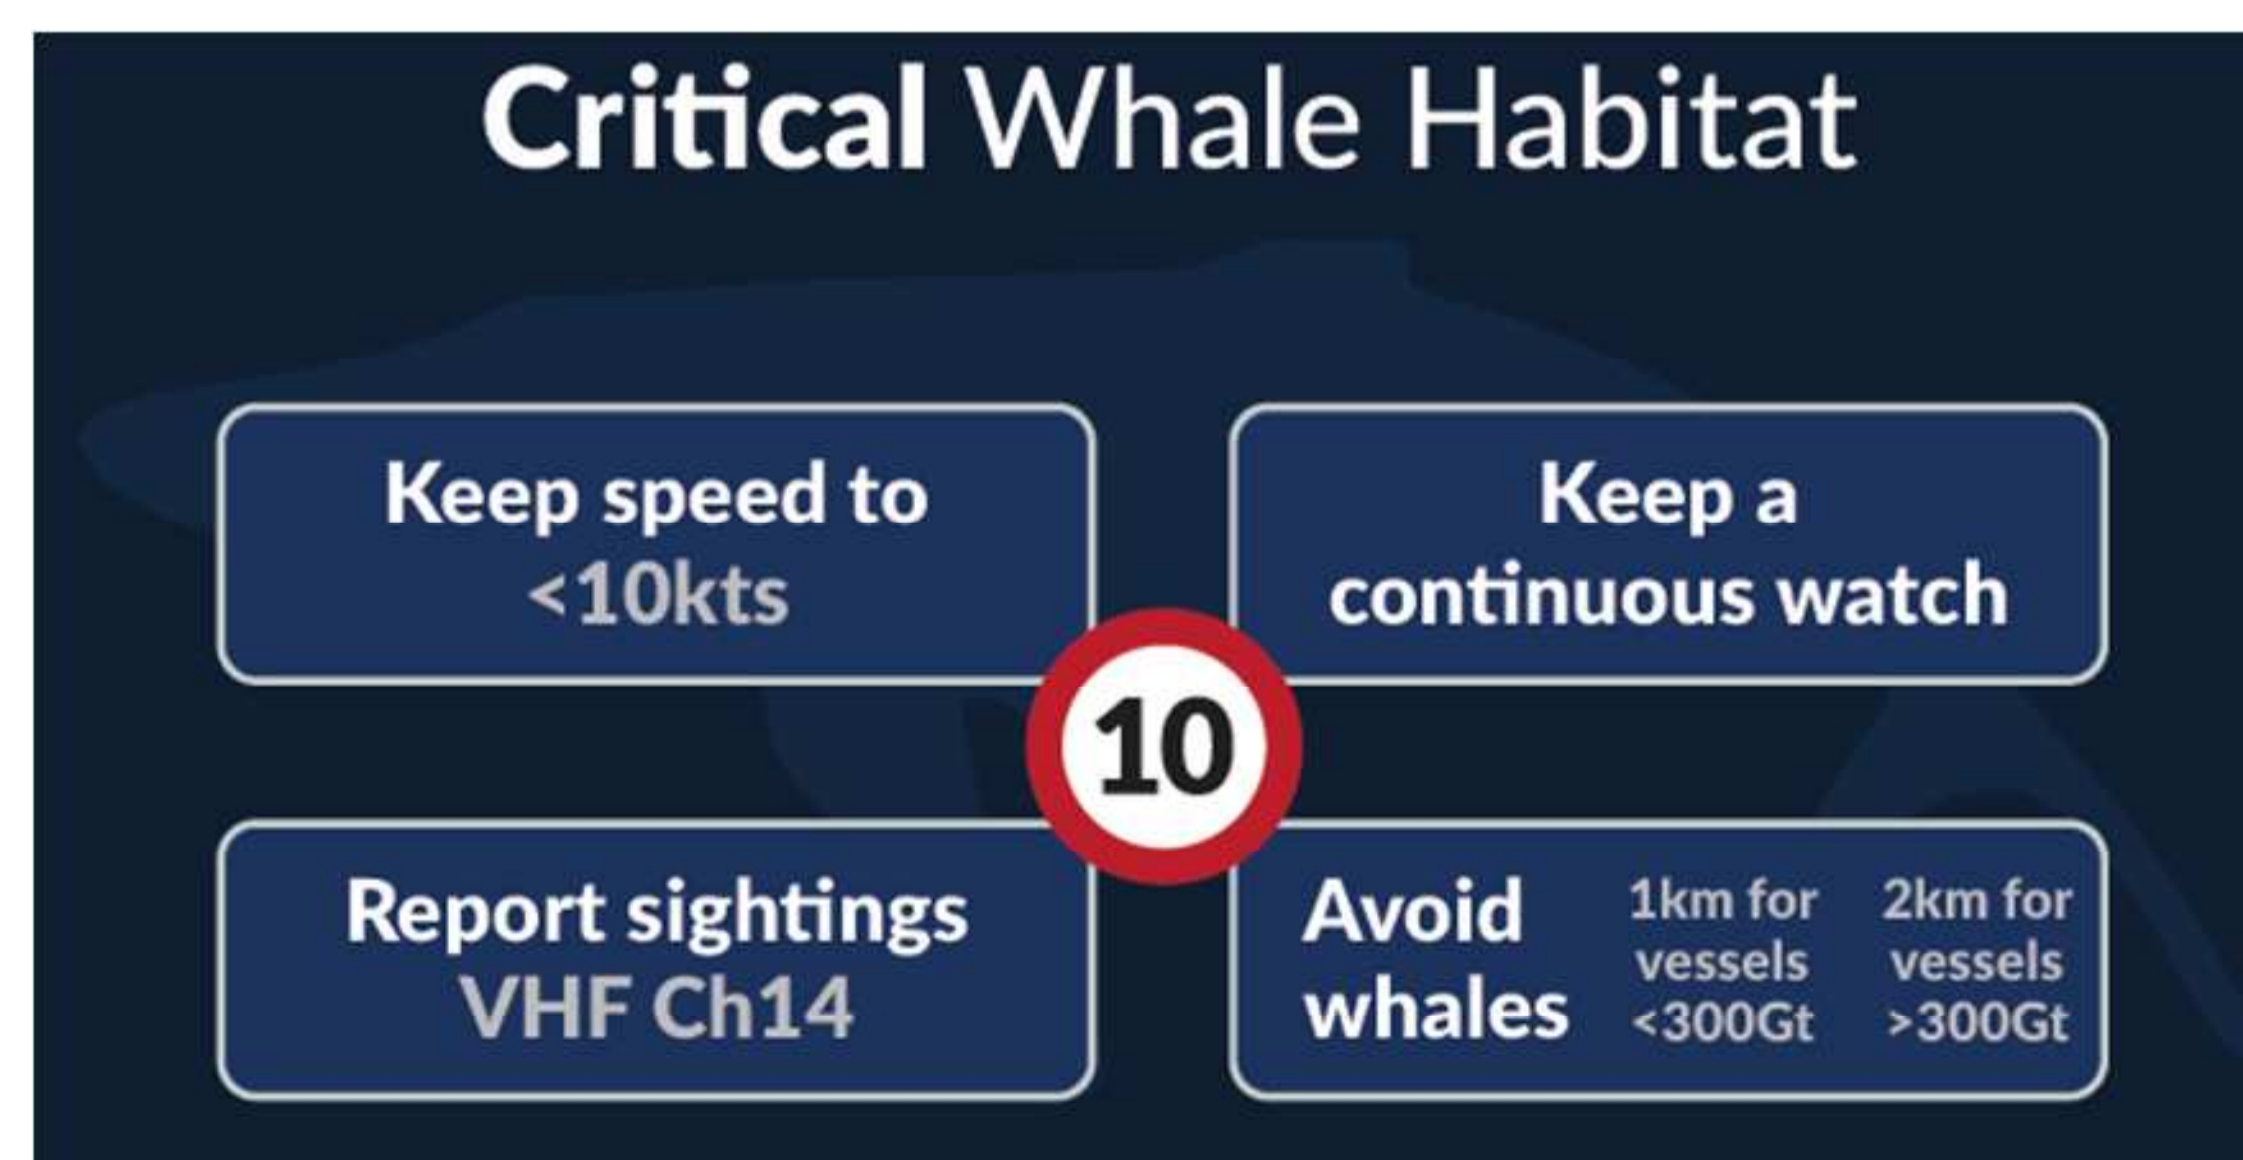 Critical Whale Habitat
Keep speed to
<10kts
Keep a
continuous watch
10
Report sightings
VHF Ch14
Avoid
whales
1km for
vessels
<300Gt
2km for
vessels
>300Gt